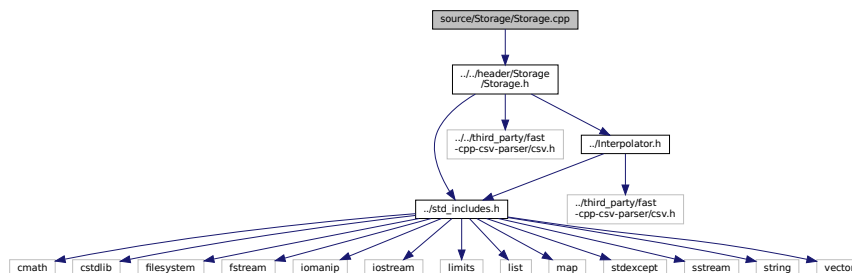 source/Storage/Storage.cpp
../../header/Storage
/Storage.h
../../third_party/fast
-cpp-csv-parser/csv.h
../Interpolator.h
../third_party/fast
-cpp-csv-parser/csv.h
../std_includes.h
cmath
cstdlib
filesystem
fstream
iomanip
iostream
limits
list
map
stdexcept
sstream
string
vector